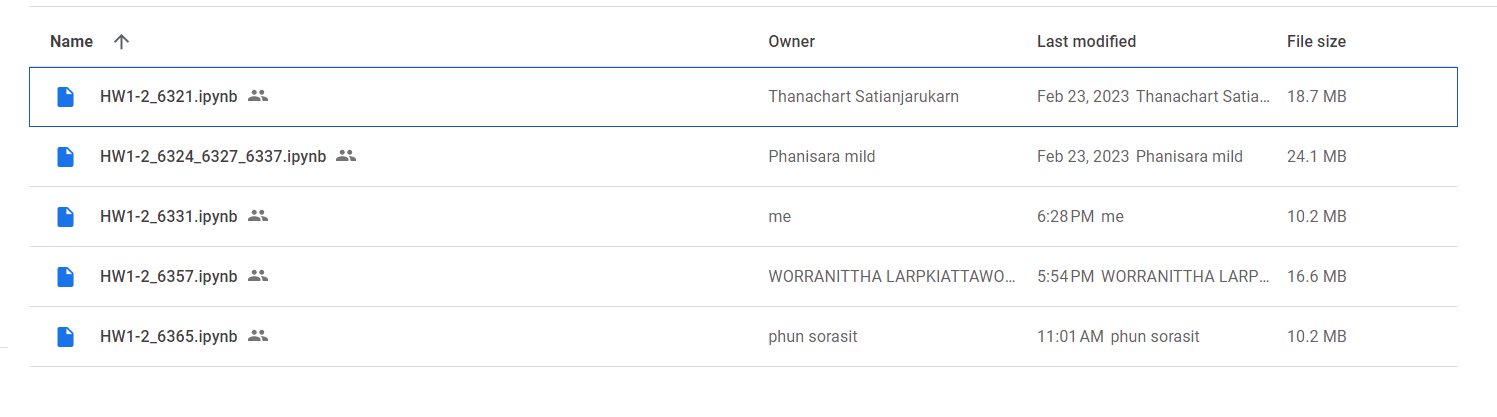 Name Owner Last modified File size
HW1-2_6321.ipynb Thanachart Satianjarukarn Feb 23, 2023 Thanachart Satia... 18.7 MB
HW1-2_6324_6327_6337.ipynb Phanisara mild Feb 23, 2023 Phanisara mild 24.1 MB
HW1-2_6331.ipynb me 6:28 PM me 10.2 MB
HW1-2_6357.ipynb WORRANITTHA LARPKIATTAWO... 5:54 PM WORRANITTHA LARP... 16.6 MB
HW1-2_6365.ipynb phun sorasit 11:01 AM phun sorasit 10.2 MB